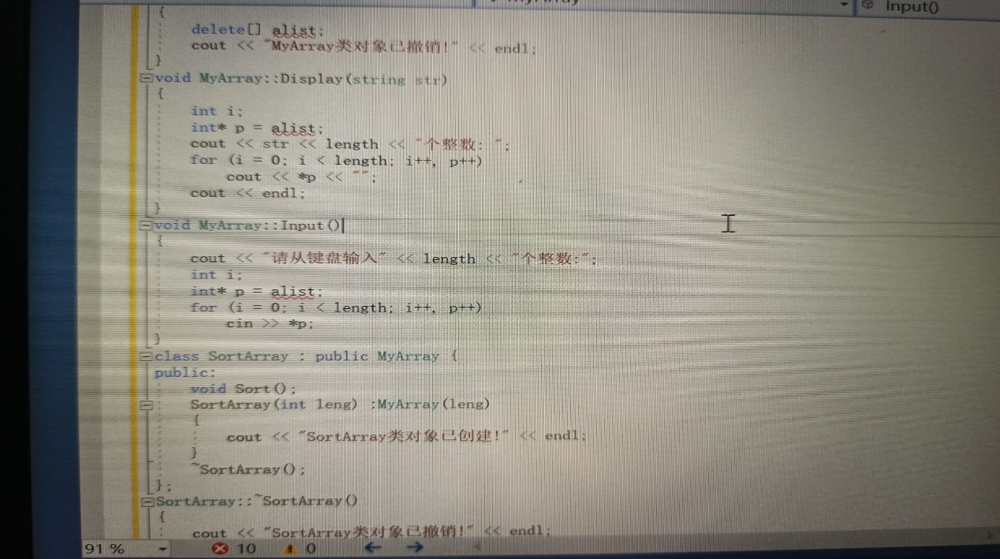 Input()
{
delete[] alist;
cout << "MyArray类对象已撤销!" << endl;
}
void MyArray::Display(string str)
{
int i;
int* p = alist;
cout << str << length << "个整数: ";
for (i = 0; i < length; i++, p++)
cout << *p << "";
cout << endl;
}
void MyArray::Input()
{
cout << "请从键盘输入" << length << "个整数:";
int i;
int* p = alist;
for (i = 0; i < length; i++, p++)
cin >> *p;
}
class SortArray : public MyArray {
public:
void Sort();
SortArray(int leng) :MyArray(leng)
{
cout << "SortArray类对象已创建!" << endl;
}
~SortArray();
};
SortArray::~SortArray()
{
cout << "SortArray类对象已撤销!" << endl;
91 % 10 0